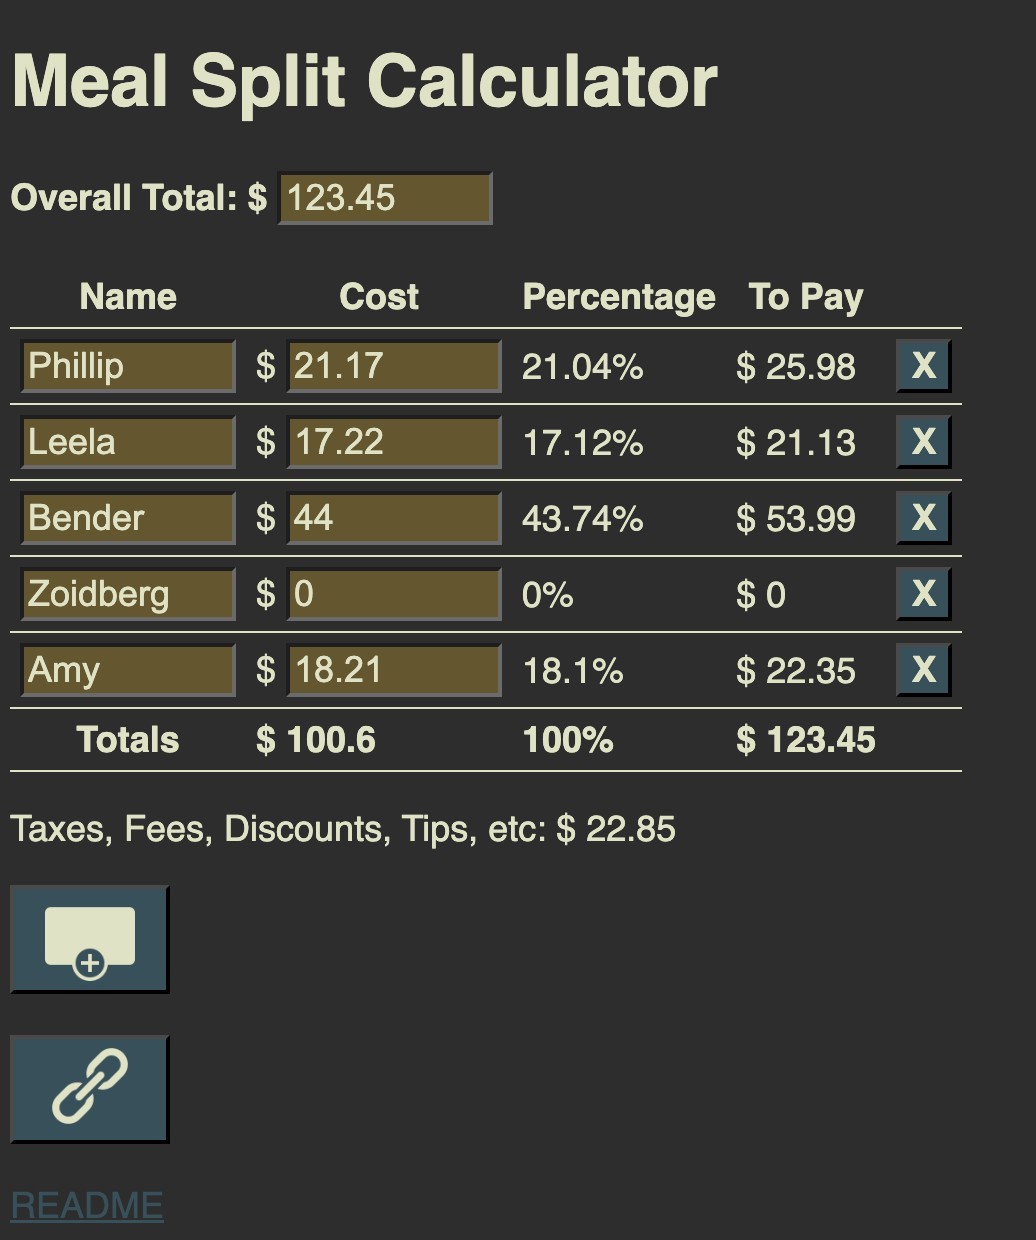 Meal Split Calculator
Overall Total: $ 123.45
Name Cost Percentage To Pay
Phillip $ 21.17 21.04% $ 25.98 X
Leela $ 17.22 17.12% $ 21.13 X
Bender $ 44 43.74% $ 53.99 X
Zoidberg $ 0 0% $ 0 X
Amy $ 18.21 18.1% $ 22.35 X
Totals $ 100.6 100% $ 123.45
Taxes, Fees, Discounts, Tips, etc: $ 22.85
README